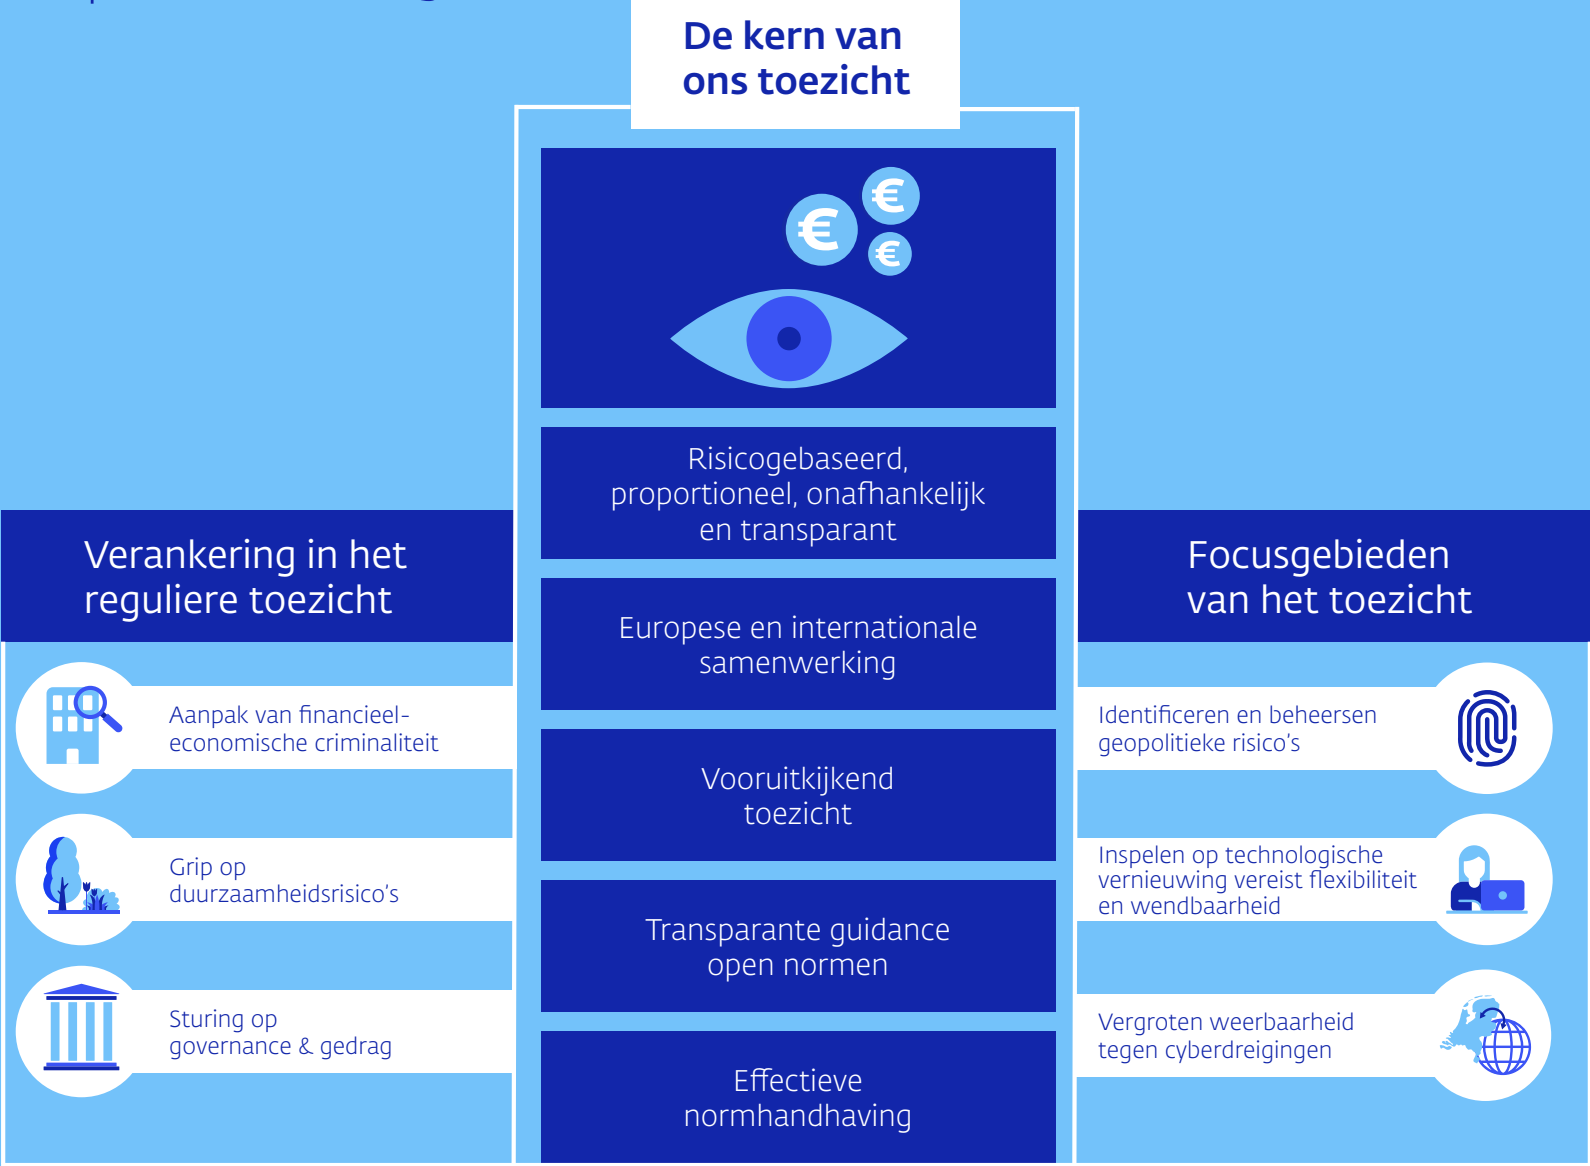 De kern van
ons toezicht
€
€
€
Risicogebaseerd,
proportioneel, onafhankelijk
en transparant
Europese en internationale
samenwerking
Vooruitkijkend
toezicht
Transparante guidance
open normen
Effectieve
normhandhaving
Verankering in het
reguliere toezicht
Aanpak van financieel-
economische criminaliteit
Grip op
duurzaamheidsrisico's
Sturing op
governance & gedrag
Focusgebieden
van het toezicht
Identificeren en beheersen
geopolitieke risico's
Inspelen op technologische
vernieuwing vereist flexibiliteit
en wendbaarheid
Vergroten weerbaarheid
tegen cyberdreigingen